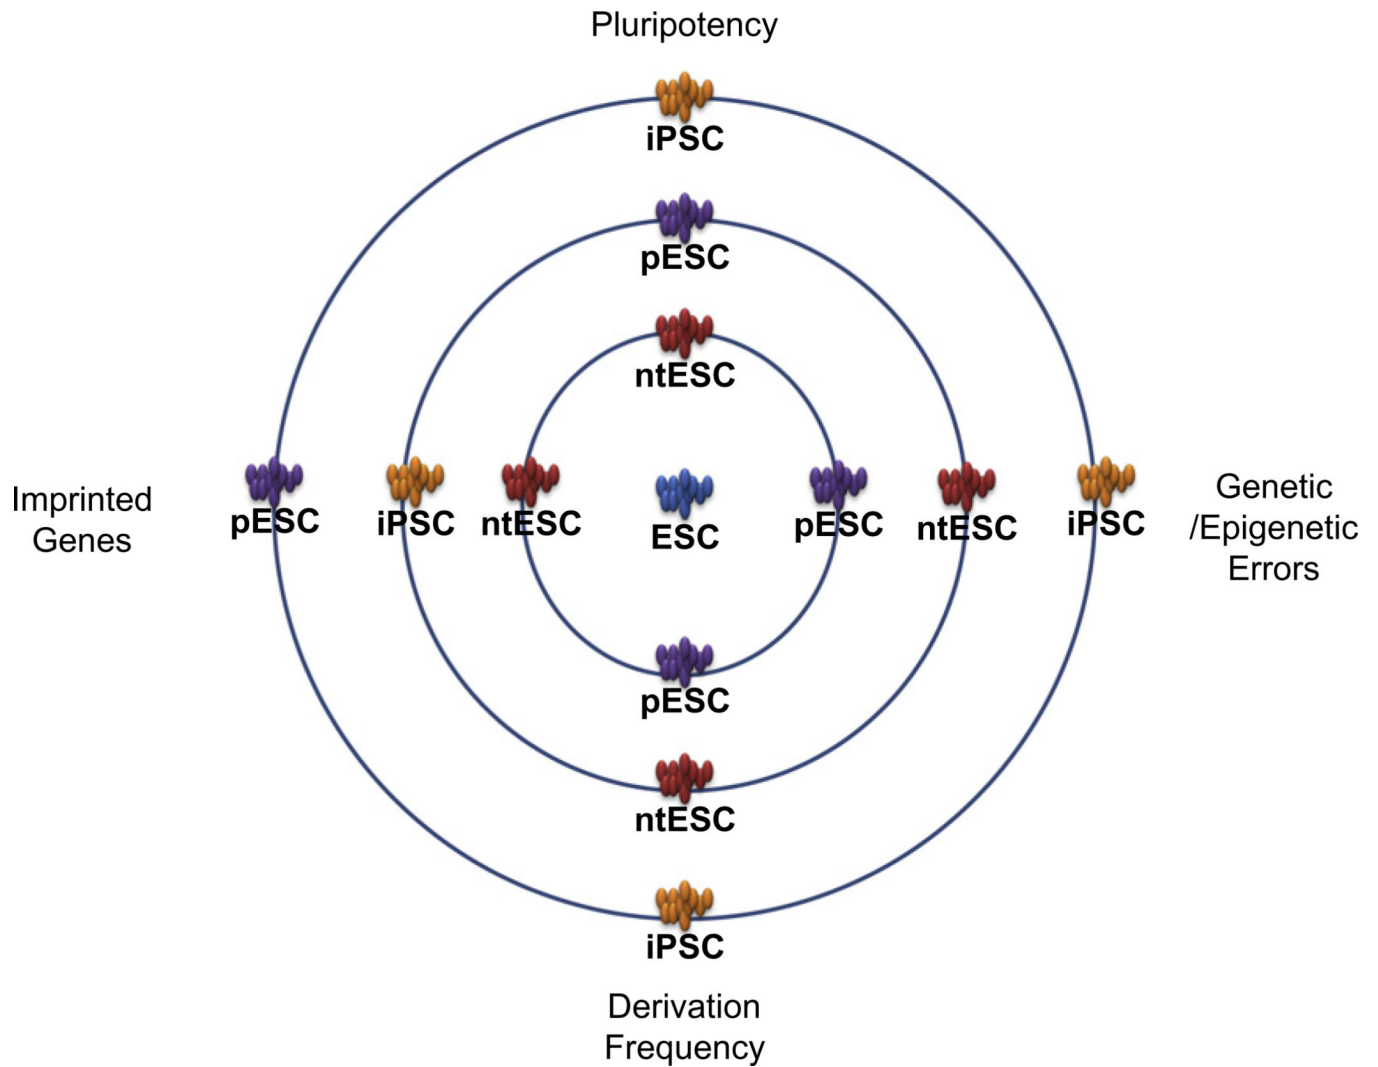 Pluripotency
iPSC
pESC
ntESC
Imprinted
Genes
pESC
iPSC
ntESC
ESC
pESC
ntESC
iPSC
Genetic
/Epigenetic
Errors
pESC
ntESC
iPSC
Derivation
Frequency